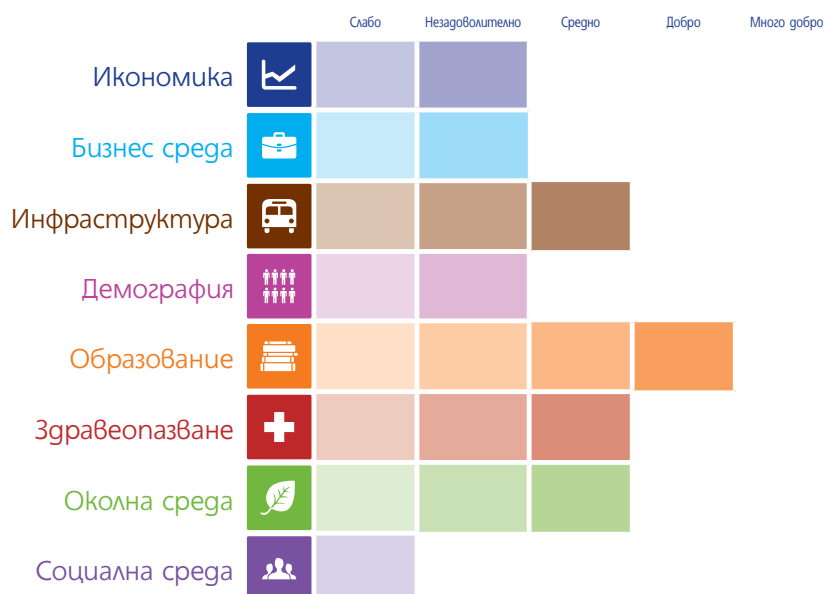 Слабо Незадоволително Средно Добро Много добро
Икономика
Бизнес среда
Инфраструктура
Демография
Образование
Здравеопазване
Околна среда
Социална среда